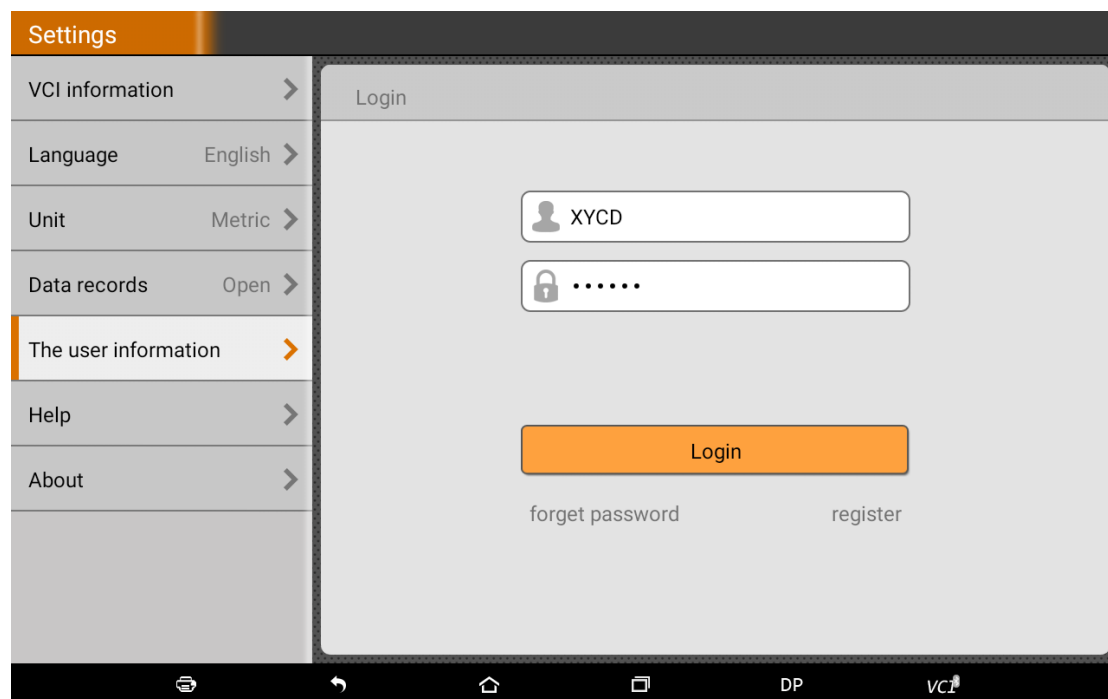 Settings
VCI information
Language English
Unit Metric
Data records Open
The user information
Help
About
Login
XYCD
••••••
Login
forget password register
DP VCI